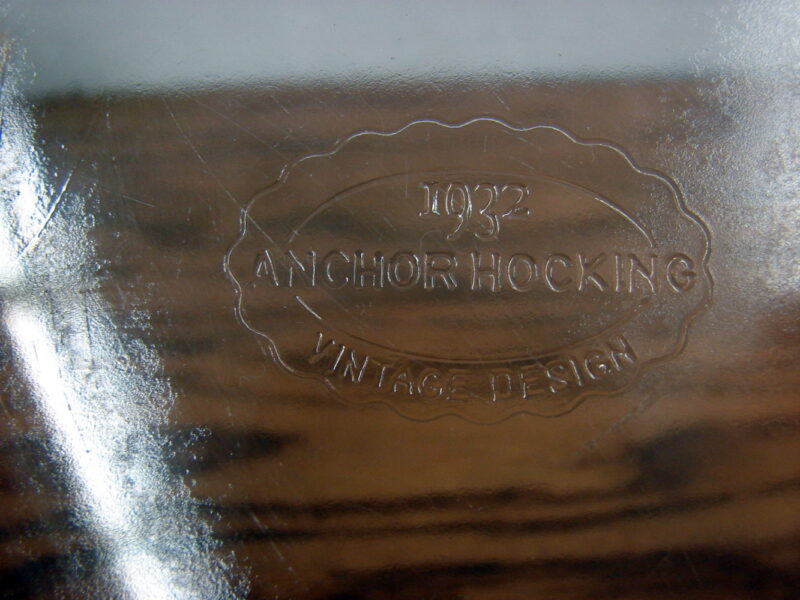 1932
ANCHOR HOCKING
VINTAGE DESIGN